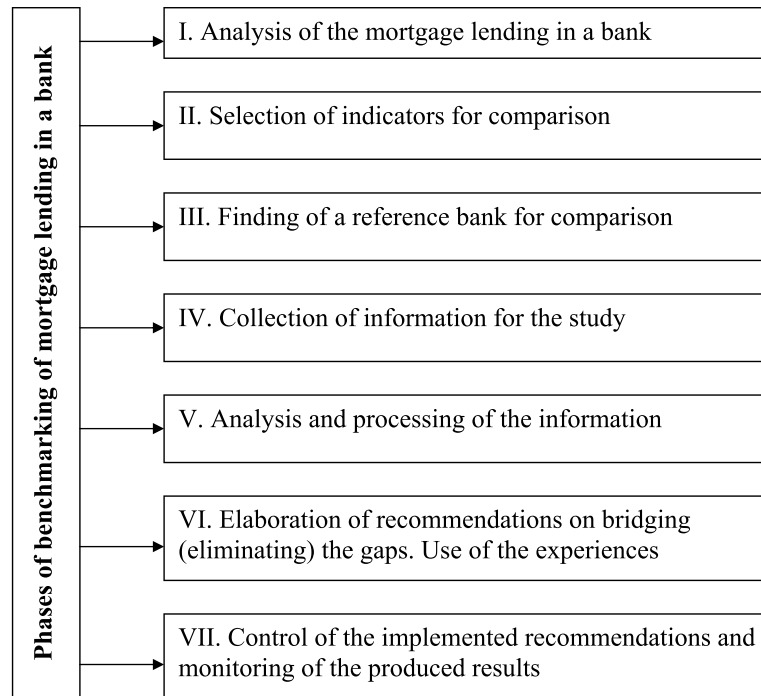 Phases of benchmarking of mortgage lending in a bank
I. Analysis of the mortgage lending in a bank
II. Selection of indicators for comparison
III. Finding of a reference bank for comparison
IV. Collection of information for the study
V. Analysis and processing of the information
VI. Elaboration of recommendations on bridging
(eliminating) the gaps. Use of the experiences
VII. Control of the implemented recommendations and
monitoring of the produced results